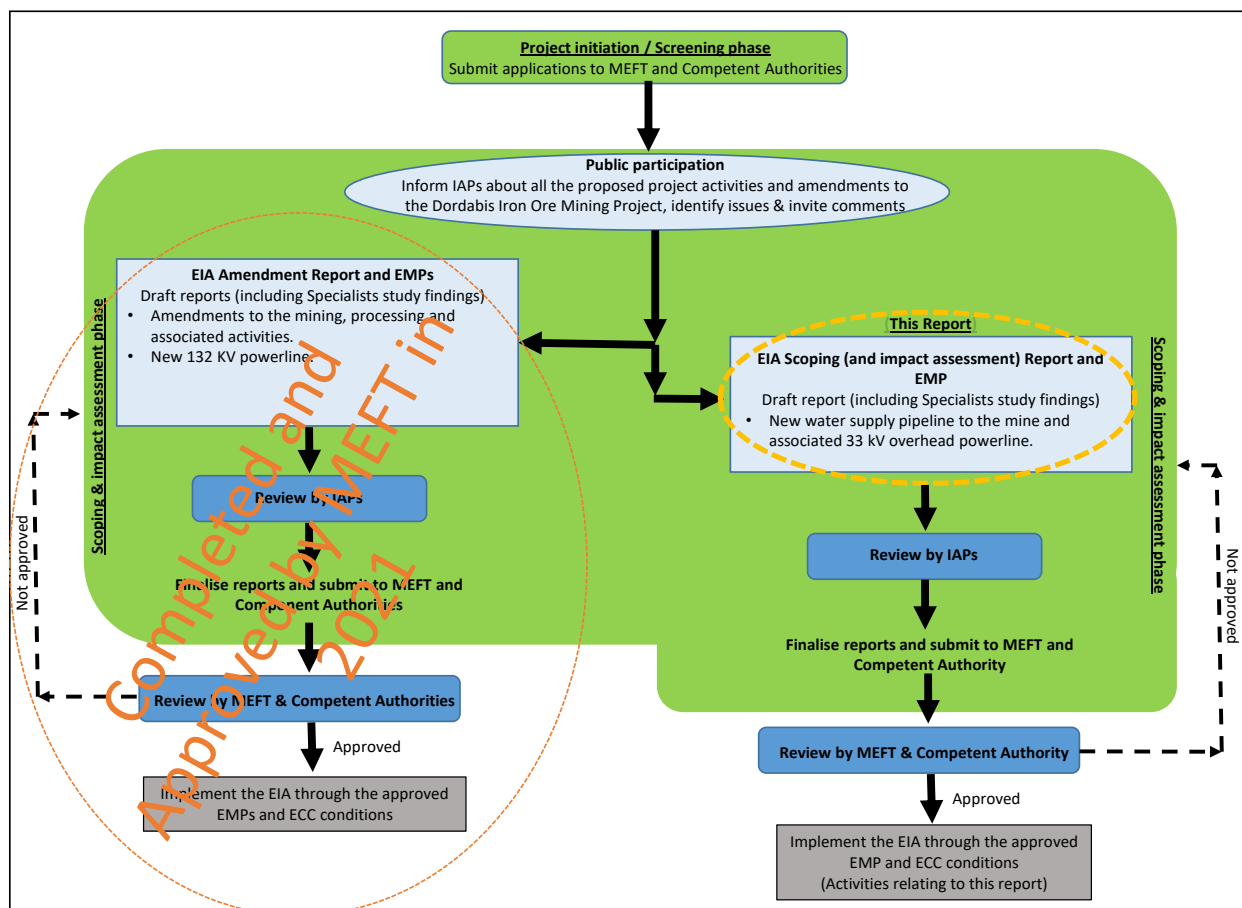 Project initiation / Screening phase
Submit applications to MEFT and Competent Authorities
Public participation
Inform IAPs about all the proposed project activities and amendments to
the Dordabis Iron Ore Mining Project, identify issues & invite comments
EIA Amendment Report and EMPs
Draft reports (including Specialists study findings)
• Amendments to the mining, processing and
associated activities.
• New 132 KV powerline.
Scoping & impact assessment phase
Review by IAPs
Finalise reports and submit to MEFT and
Component Authorities
Not approved
Review by MEFT & Competent Authorities
Approved
Implement the EIA through the approved
EMPs and ECC conditions
Completed and
Approved by MEFT in
2021
(This Report)
EIA Scoping (and impact assessment) Report and
EMP
Draft report (including Specialists study findings)
• New water supply pipeline to the mine and
associated 33 kV overhead powerline.
Scoping & impact assessment phase
Review by IAPs
Finalise reports and submit to MEFT and
Competent Authority
Not approved
Review by MEFT & Competent Authority
Approved
Implement the EIA through the approved
EMP and ECC conditions
(Activities relating to this report)